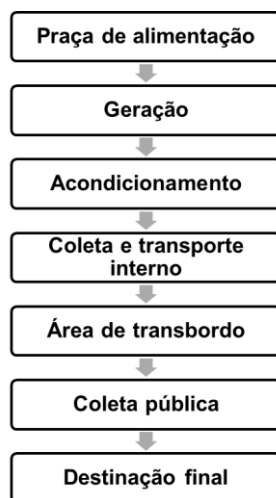 Praça de alimentação
Geração
Acondicionamento
Coleta e transporte
interno
Área de transbordo
Coleta pública
Destinação final